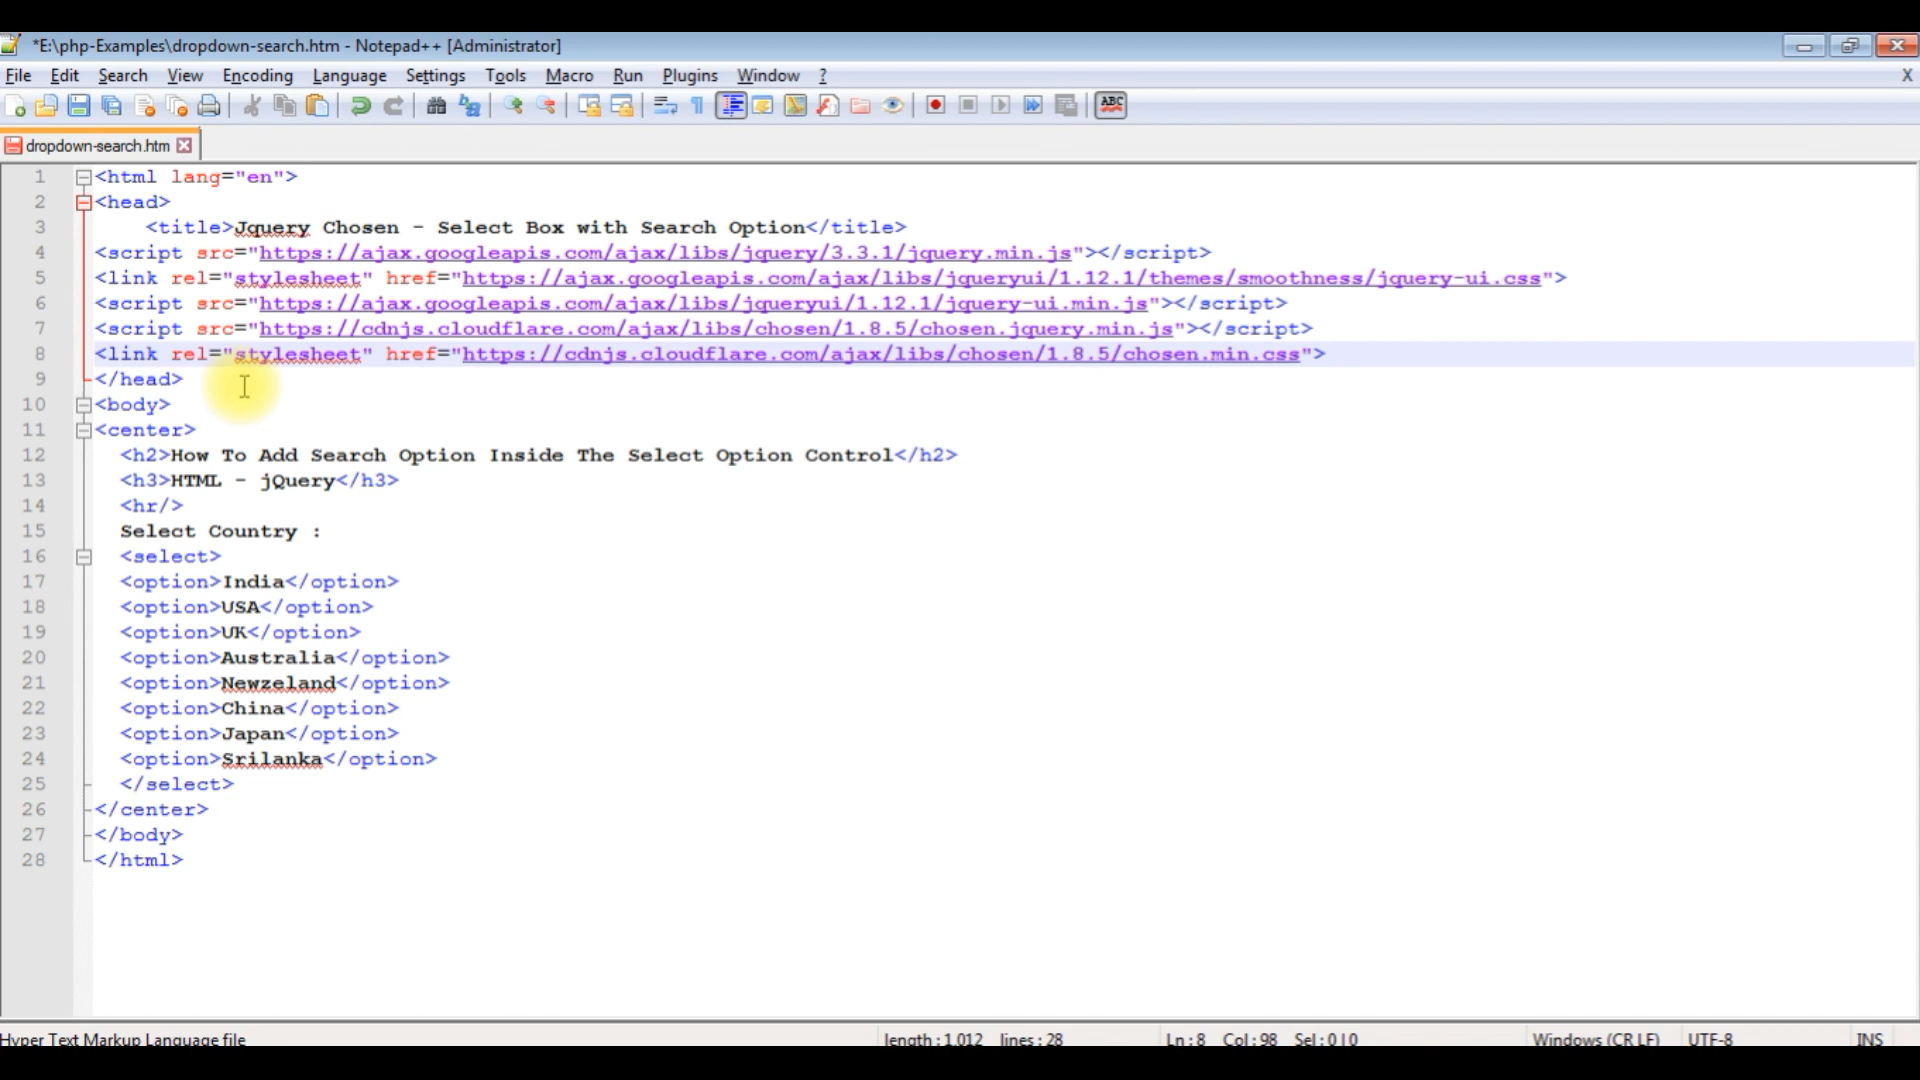 *E:\php-Examples\dropdown-search.htm - Notepad++ [Administrator]
File Edit Search View Encoding Language Settings Tools Macro Run Plugins Window ? X
ABC
dropdown-search.htm
1 <html lang="en">
2 <head>
3 <title>Jquery Chosen - Select Box with Search Option</title>
4 <script src="https://ajax.googleapis.com/ajax/libs/jquery/3.3.1/jquery.min.js"></script>
5 <link rel="stylesheet" href="https://ajax.googleapis.com/ajax/libs/jqueryui/1.12.1/themes/smoothness/jquery-ui.css">
6 <script src="https://ajax.googleapis.com/ajax/libs/jqueryui/1.12.1/jquery-ui.min.js"></script>
7 <script src="https://cdnjs.cloudflare.com/ajax/libs/chosen/1.8.5/chosen.jquery.min.js"></script>
8 <link rel="stylesheet" href="https://cdnjs.cloudflare.com/ajax/libs/chosen/1.8.5/chosen.min.css">
9 </head>
10 <body>
11 <center>
12 <h2>How To Add Search Option Inside The Select Option Control</h2>
13 <h3>HTML - jQuery</h3>
14 <hr/>
15 Select Country :
16 <select>
17 <option>India</option>
18 <option>USA</option>
19 <option>UK</option>
20 <option>Australia</option>
21 <option>Newzeland</option>
22 <option>China</option>
23 <option>Japan</option>
24 <option>Srilanka</option>
25 </select>
26 </center>
27 </body>
28 </html>
Hyper Text Markup Language file length : 1,012 lines : 28 Ln : 8 Col : 98 Sel : 0 | 0 Windows (CR LF) UTF-8 INS